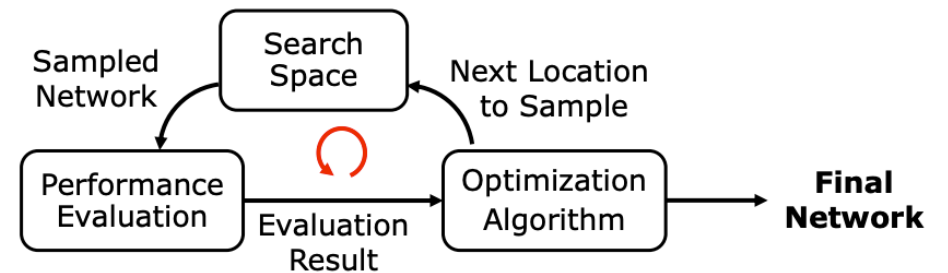 Search
Space
Sampled
Network
Next Location
to Sample
Performance
Evaluation
Evaluation
Result
Optimization
Algorithm
Final
Network